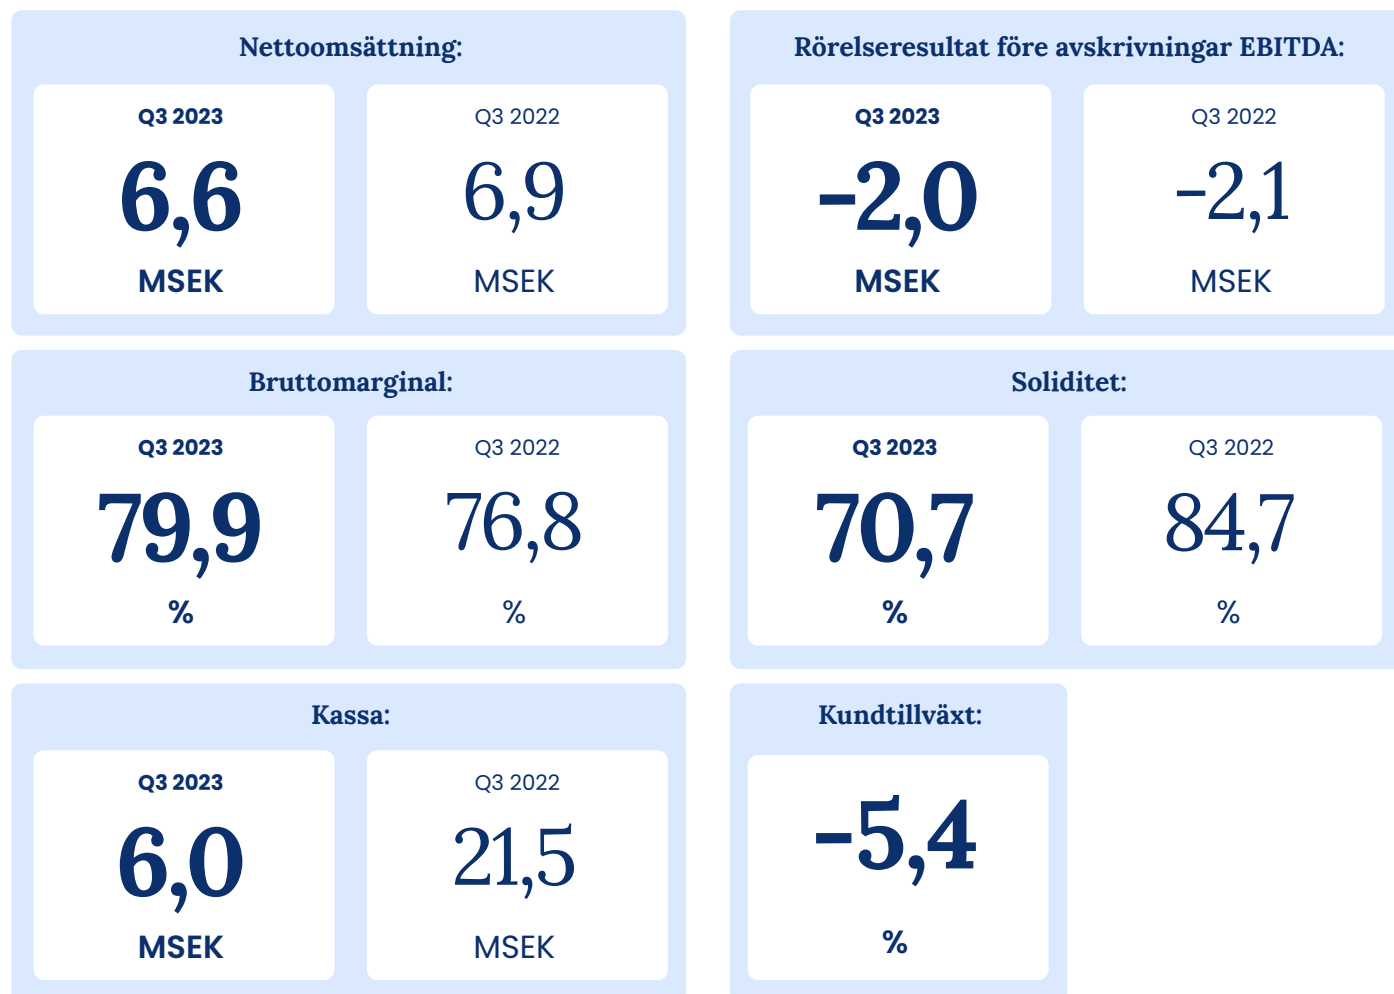 Nettoomsättning:
Q3 2023
6,6
MSEK
Q3 2022
6,9
MSEK
Rörelseresultat före avskrivningar EBITDA:
Q3 2023
–2,0
MSEK
Q3 2022
–2,1
MSEK
Bruttomarginal:
Q3 2023
79,9
%
Q3 2022
76,8
%
Soliditet:
Q3 2023
70,7
%
Q3 2022
84,7
%
Kassa:
Q3 2023
6,0
MSEK
Q3 2022
21,5
MSEK
Kundtillväxt:
–5,4
%